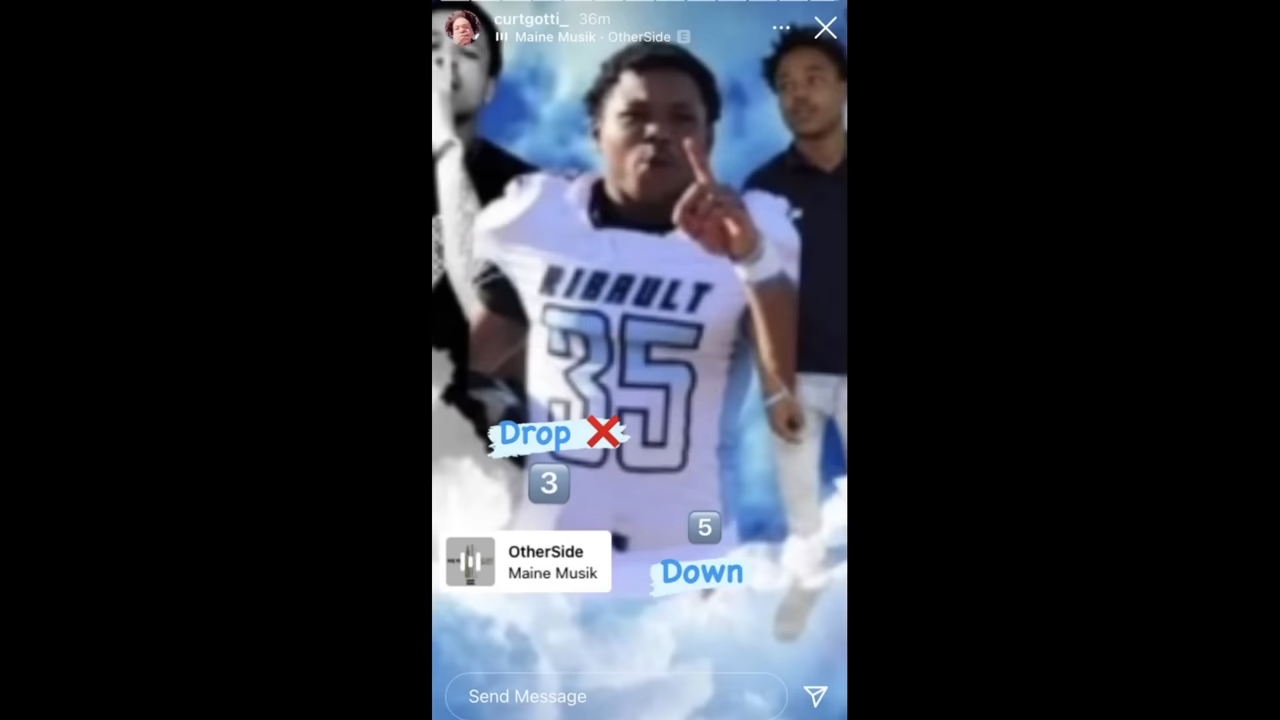 curtgotti_ 36m
Maine Musik · OtherSide E
RIBAULT
35
Drop ❌
3
5
OtherSide
Maine Musik
Down
Send Message